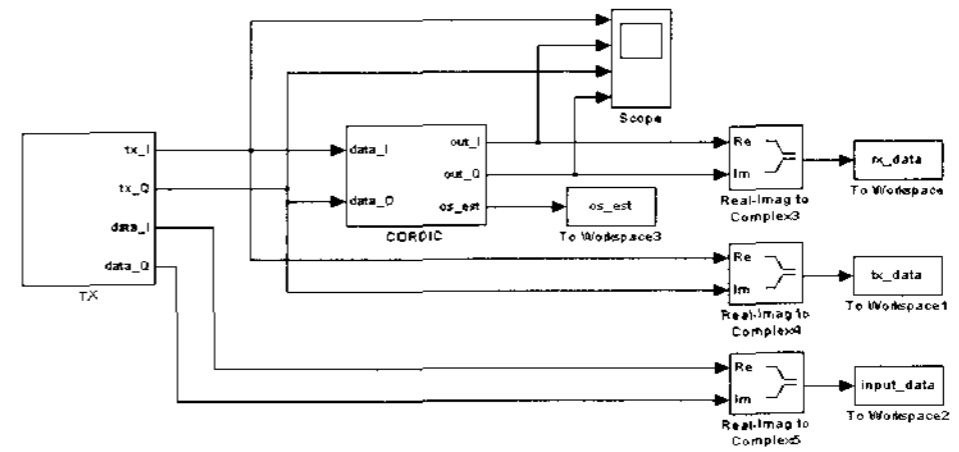 Scope
tx_I
tx_Q
data_I
data_Q
TX
data_I
data_Q
out_I
out_Q
os_est
CORDIC
os_est
To Workspace3
Re
Im
Real-Imag to
Complex3
rx_data
To Workspace
Re
Im
Real-Imag to
Complex4
tx_data
To Workspace1
Re
Im
Real-Imag to
Complex5
input_data
To Workspace2